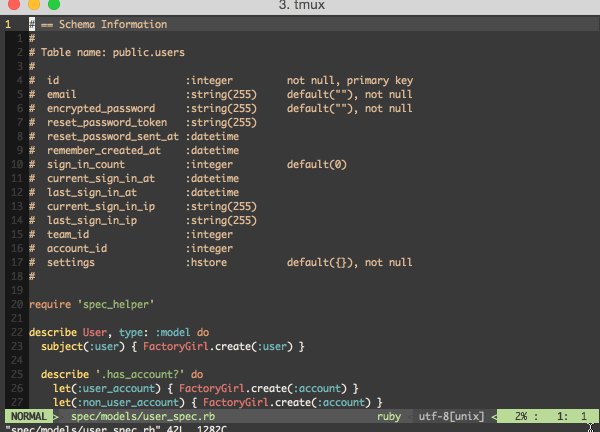 3. tmux
1 # == Schema Information
1 #
2 # Table name: public.users
3 #
4 #  id                     :integer         not null, primary key
5 #  email                  :string(255)     default(""), not null
6 #  encrypted_password     :string(255)     default(""), not null
7 #  reset_password_token   :string(255)
8 #  reset_password_sent_at :datetime
9 #  remember_created_at    :datetime
10 #  sign_in_count          :integer         default(0)
11 #  current_sign_in_at     :datetime
12 #  last_sign_in_at        :datetime
13 #  current_sign_in_ip     :string(255)
14 #  last_sign_in_ip        :string(255)
15 #  team_id                :integer
16 #  account_id             :integer
17 #  settings               :hstore          default({}), not null
18 #
19
20 require 'spec_helper'
21
22 describe User, type: :model do
23   subject(:user) { FactoryGirl.create(:user) }
24
25   describe '.has_account?' do
26     let(:user_account) { FactoryGirl.create(:account) }
27     let(:non_user_account) { FactoryGirl.create(:account) }
NORMAL > spec/models/user_spec.rb ruby utf-8[unix] < 2% : 1: 1
"spec/models/user_spec.rb" 42L, 1282C